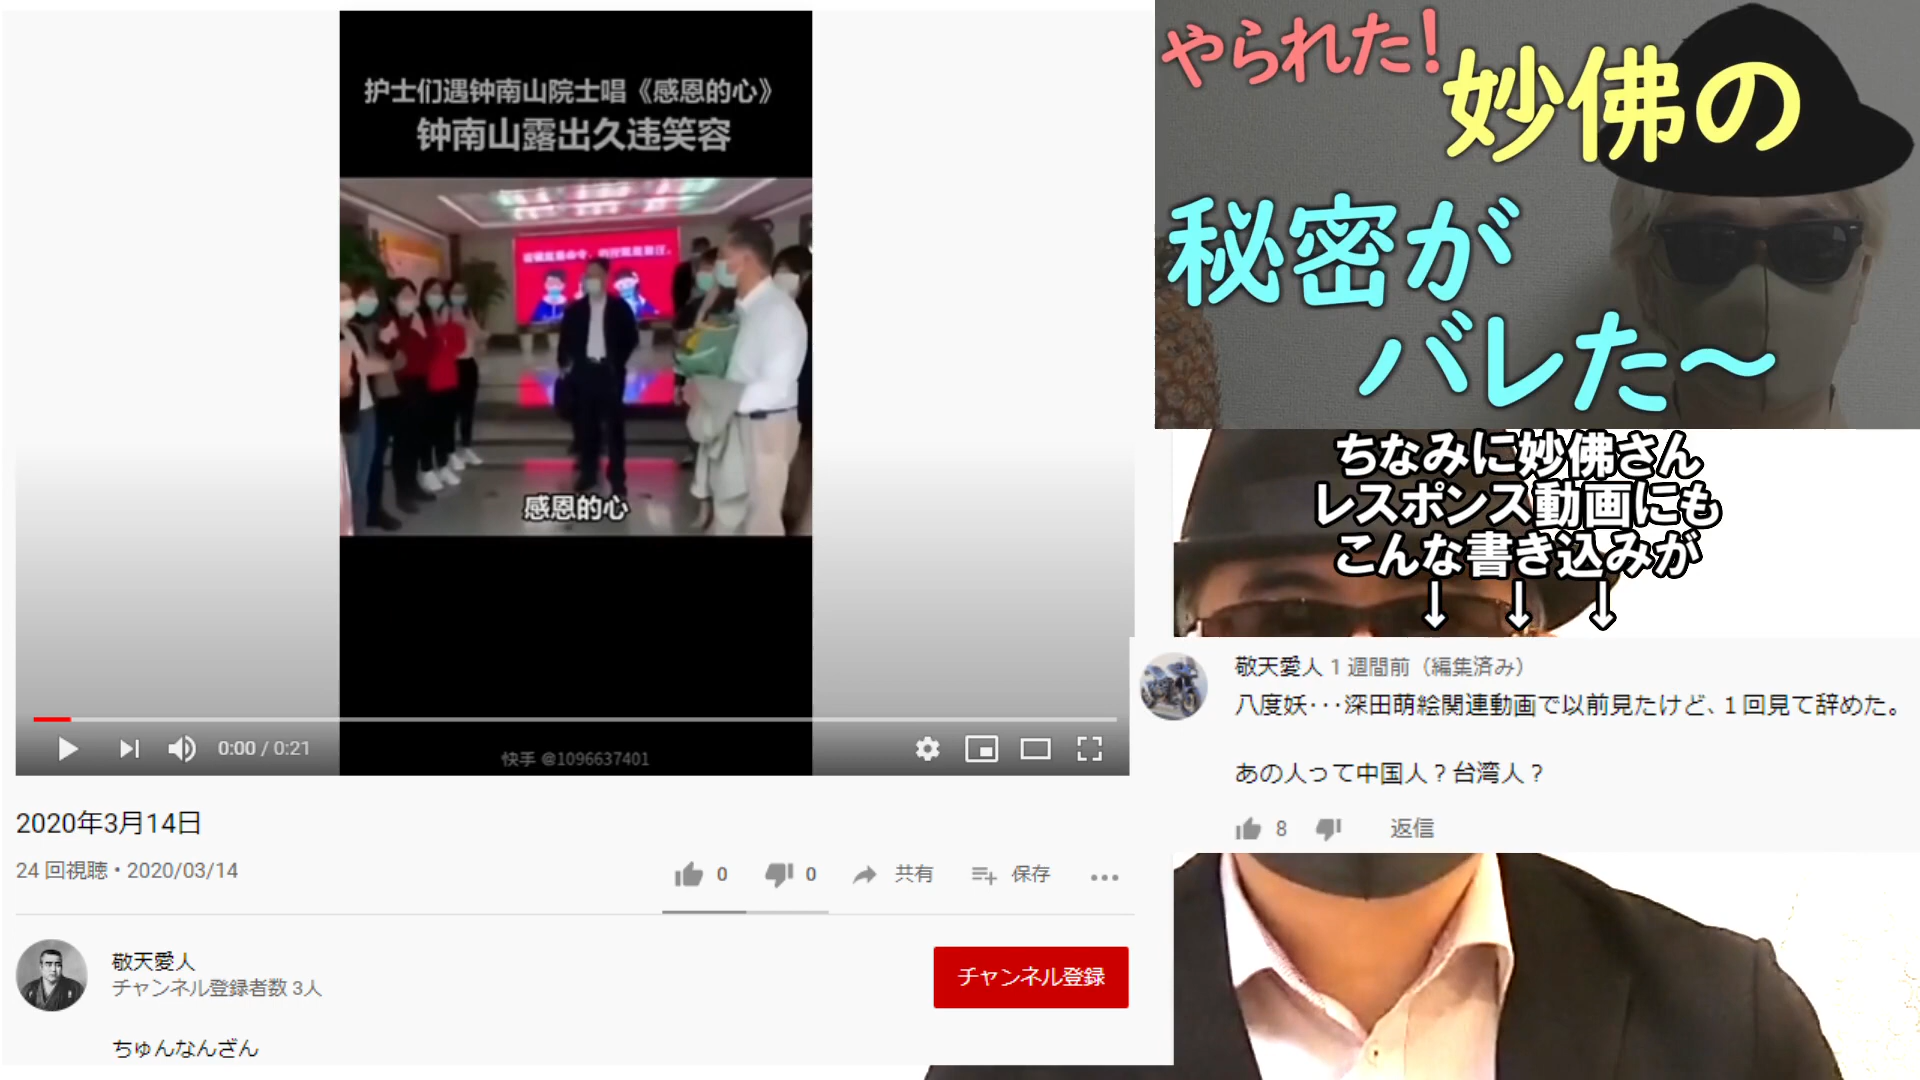 护士们遇钟南山院士唱《感恩的心》
钟南山露出久违笑容
感恩的心
快手 @1096637401
0:00 / 0:21
2020年3月14日
24 回視聴・2020/03/14
0
0
共有
保存
敬天愛人
チャンネル登録者数 3人
チャンネル登録
ちゅんなんざん
やられた!
妙佛の
秘密が
バレた～
ちなみに妙佛さん
レスポンス動画にも
こんな書き込みが
↓ ↓ ↓
敬天愛人 1 週間前（編集済み）
八度妖･･･深田萌絵関連動画で以前見たけど、１回見て辞めた。
あの人って中国人？台湾人？
8
返信